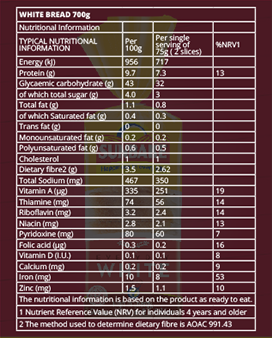 WHITE BREAD 700g
Nutritional Information
TYPICAL NUTRITIONAL INFORMATION Per 100g Per single serving of 75g ( 2 slices) %NRV1
Energy (kJ) 956 717
Protein (g) 9.7 7.3 13
Glycaemic carbohydrate (g) 43 32
of which total sugar (g) 4.0 3
Total fat (g) 1.1 0.8
of which Saturated fat (g) 0.4 0.3
Trans fat (g) 0 0
Monounsaturated fat (g) 0.2 0.2
Polyunsaturated fat (g) 0.6 0.5
Cholesterol 1 1
Dietary fibre2 (g) 3.5 2.62
Total Sodium (mg) 467 350
Vitamin A (µg) 335 251 19
Thiamine (mg) 74 56 14
Riboflavin (mg) 3.2 2.4 14
Niacin (mg) 2.8 2.1 13
Pyridoxine (mg) 80 60 7
Folic acid (µg) 0.3 0.2 16
Vitamin D (I.U.) 0.1 0.1 8
Calcium (mg) 0.2 0.2 9
Iron (mg) 10 8 53
Zinc (mg) 1.5 1.1 10
The nutritional information is based on the product as ready to eat.
1 Nutrient Reference Value (NRV) for individuals 4 years and older
2 The method used to determine dietary fibre is AOAC 991.43
WHITE